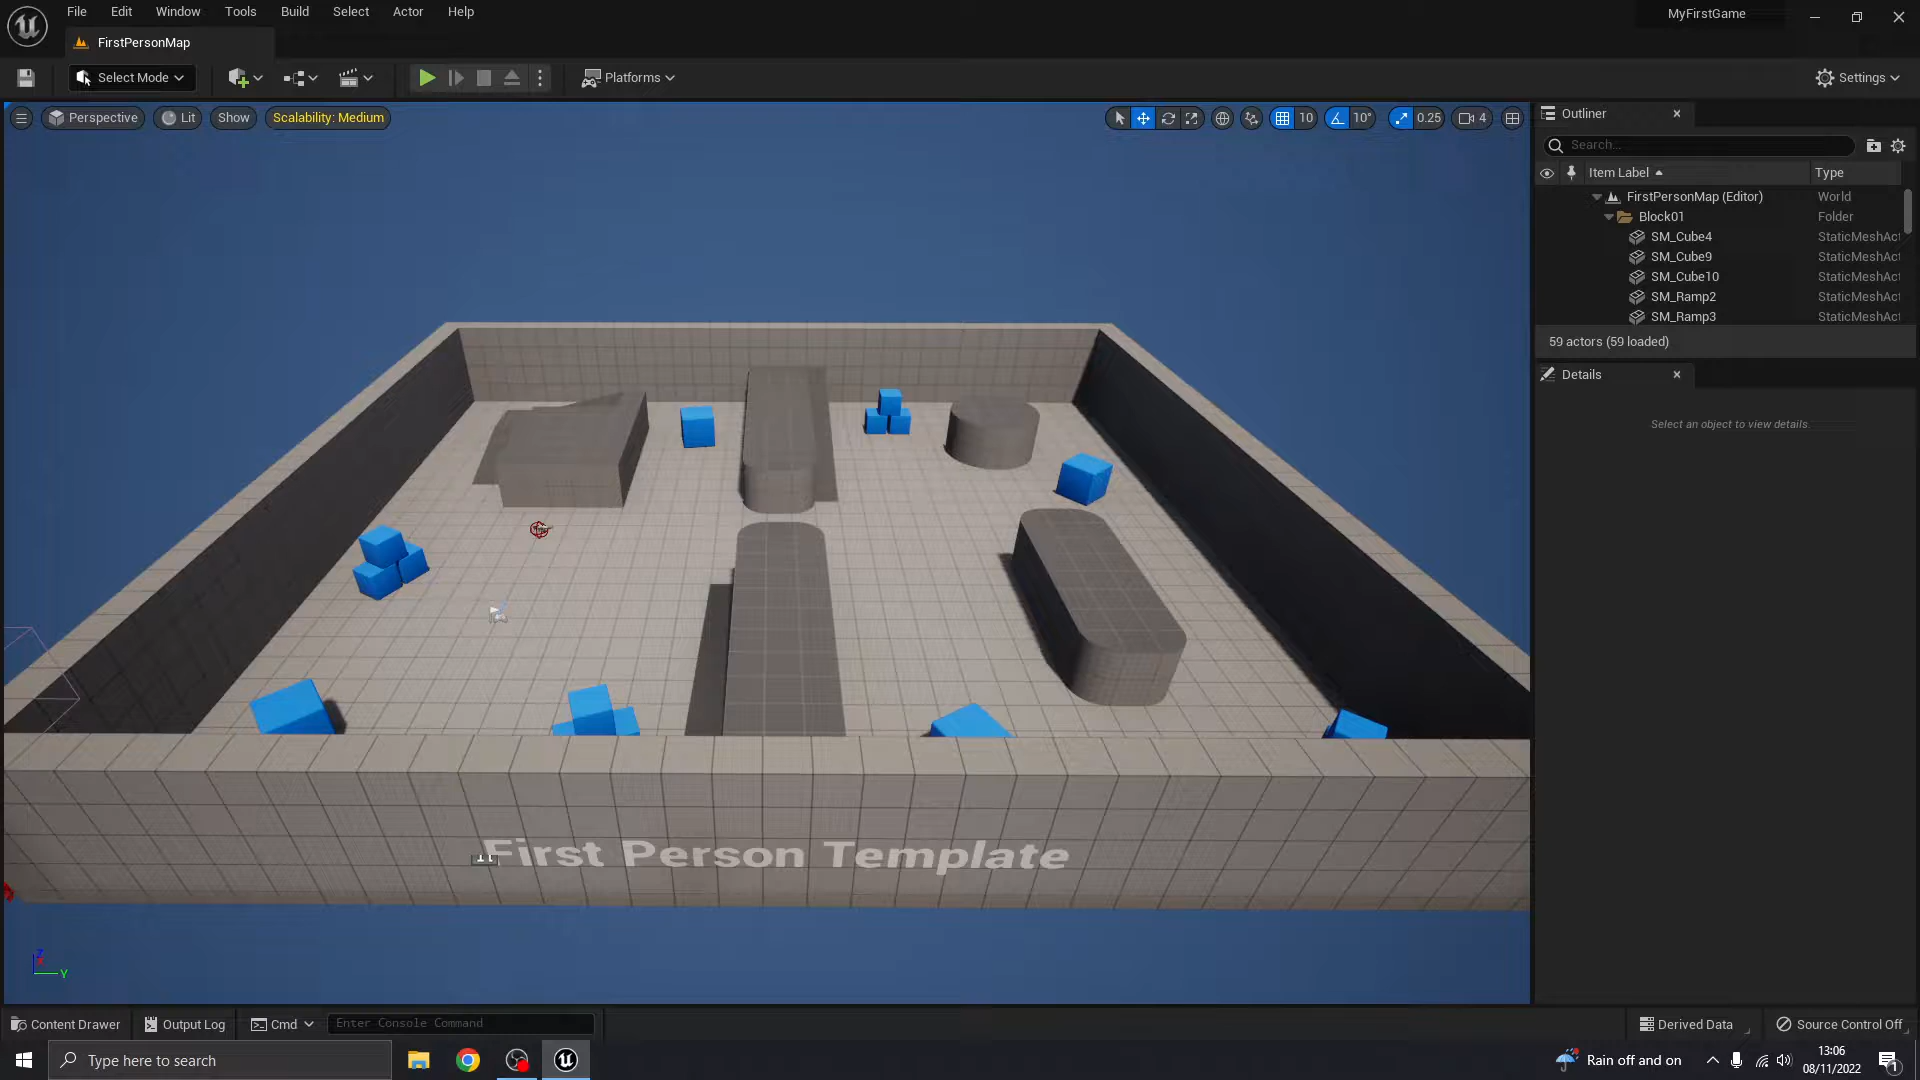 File Edit Window Tools Build Select Actor Help
MyFirstGame
FirstPersonMap
Select Mode
Platforms
Settings
Perspective Lit Show Scalability: Medium
10 10° 0.25 4
Outliner
Search...
Item Label Type
FirstPersonMap (Editor) World
Block01 Folder
SM_Cube4 StaticMeshAct
SM_Cube9 StaticMeshAct
SM_Cube10 StaticMeshAct
SM_Ramp2 StaticMeshAct
SM_Ramp3 StaticMeshAct
59 actors (59 loaded)
Details
Select an object to view details.
First Person Template
Z
Y
Content Drawer Output Log Cmd Enter Console Command
Derived Data Source Control Off
Type here to search
Rain off and on
13:06
08/11/2022
1